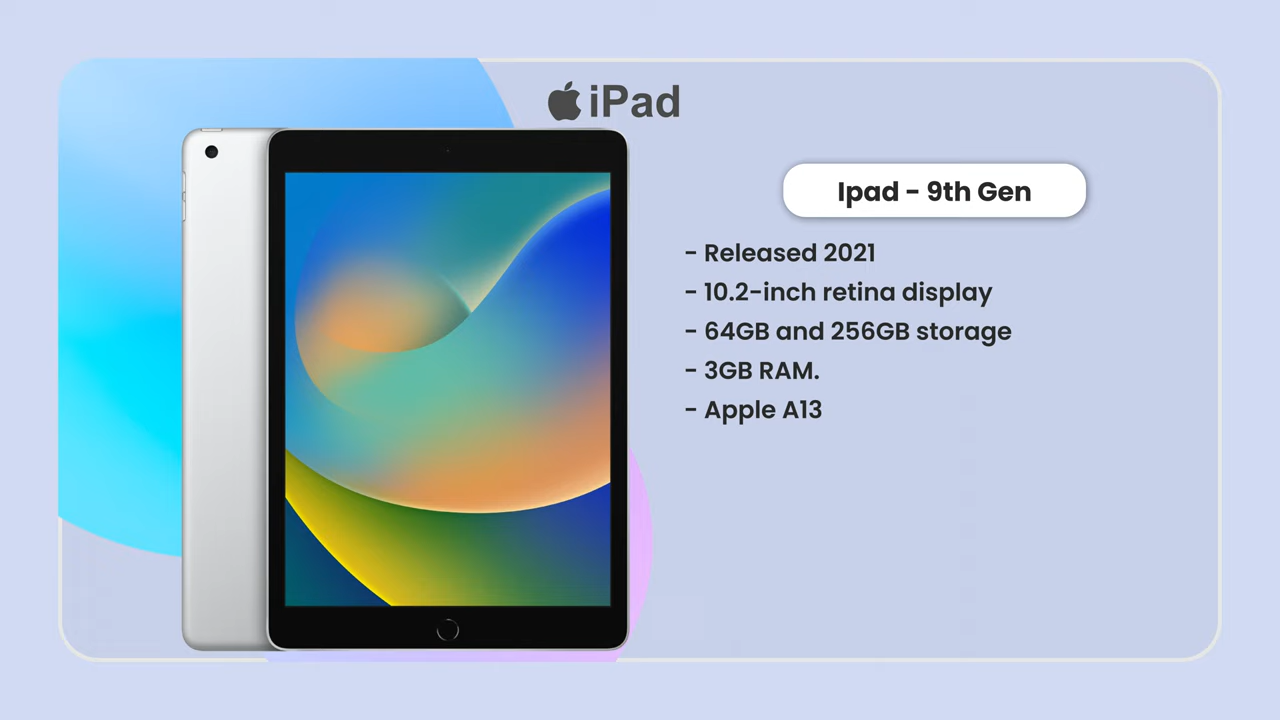 iPad
Ipad - 9th Gen
- Released 2021
- 10.2-inch retina display
- 64GB and 256GB storage
- 3GB RAM.
- Apple A13